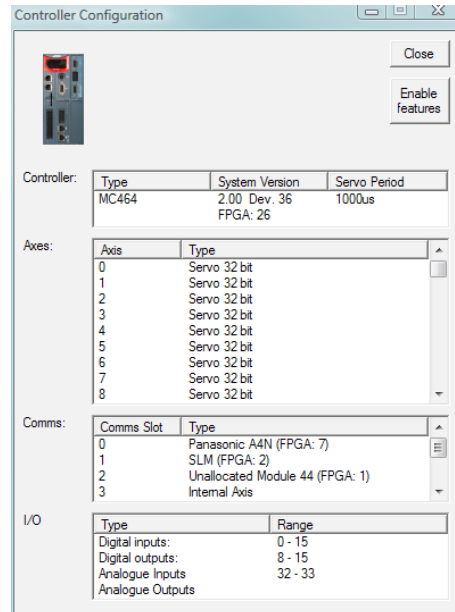 Controller Configuration
Close
Enable
features
Controller:
Type System Version Servo Period
MC464 2.00 Dev. 36 1000us
FPGA: 26
Axes:
Axis Type
0 Servo 32 bit
1 Servo 32 bit
2 Servo 32 bit
3 Servo 32 bit
4 Servo 32 bit
5 Servo 32 bit
6 Servo 32 bit
7 Servo 32 bit
8 Servo 32 bit
Comms:
Comms Slot Type
0 Panasonic A4N (FPGA: 7)
1 SLM (FPGA: 2)
2 Unallocated Module 44 (FPGA: 1)
3 Internal Axis
I/O
Type Range
Digital inputs: 0 - 15
Digital outputs: 8 - 15
Analogue Inputs 32 - 33
Analogue Outputs